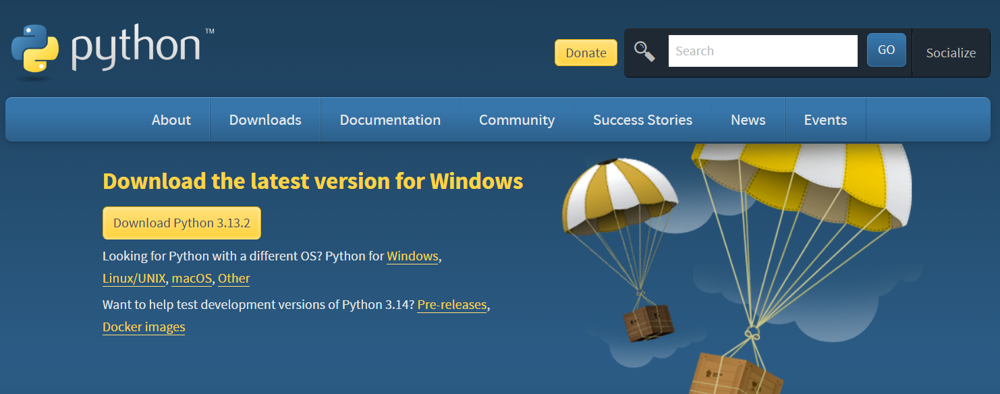 python™
Donate
Search
GO
Socialize
About
Downloads
Documentation
Community
Success Stories
News
Events
Download the latest version for Windows
Download Python 3.13.2
Looking for Python with a different OS? Python for Windows,
Linux/UNIX, macOS, Other
Want to help test development versions of Python 3.14? Pre-releases,
Docker images